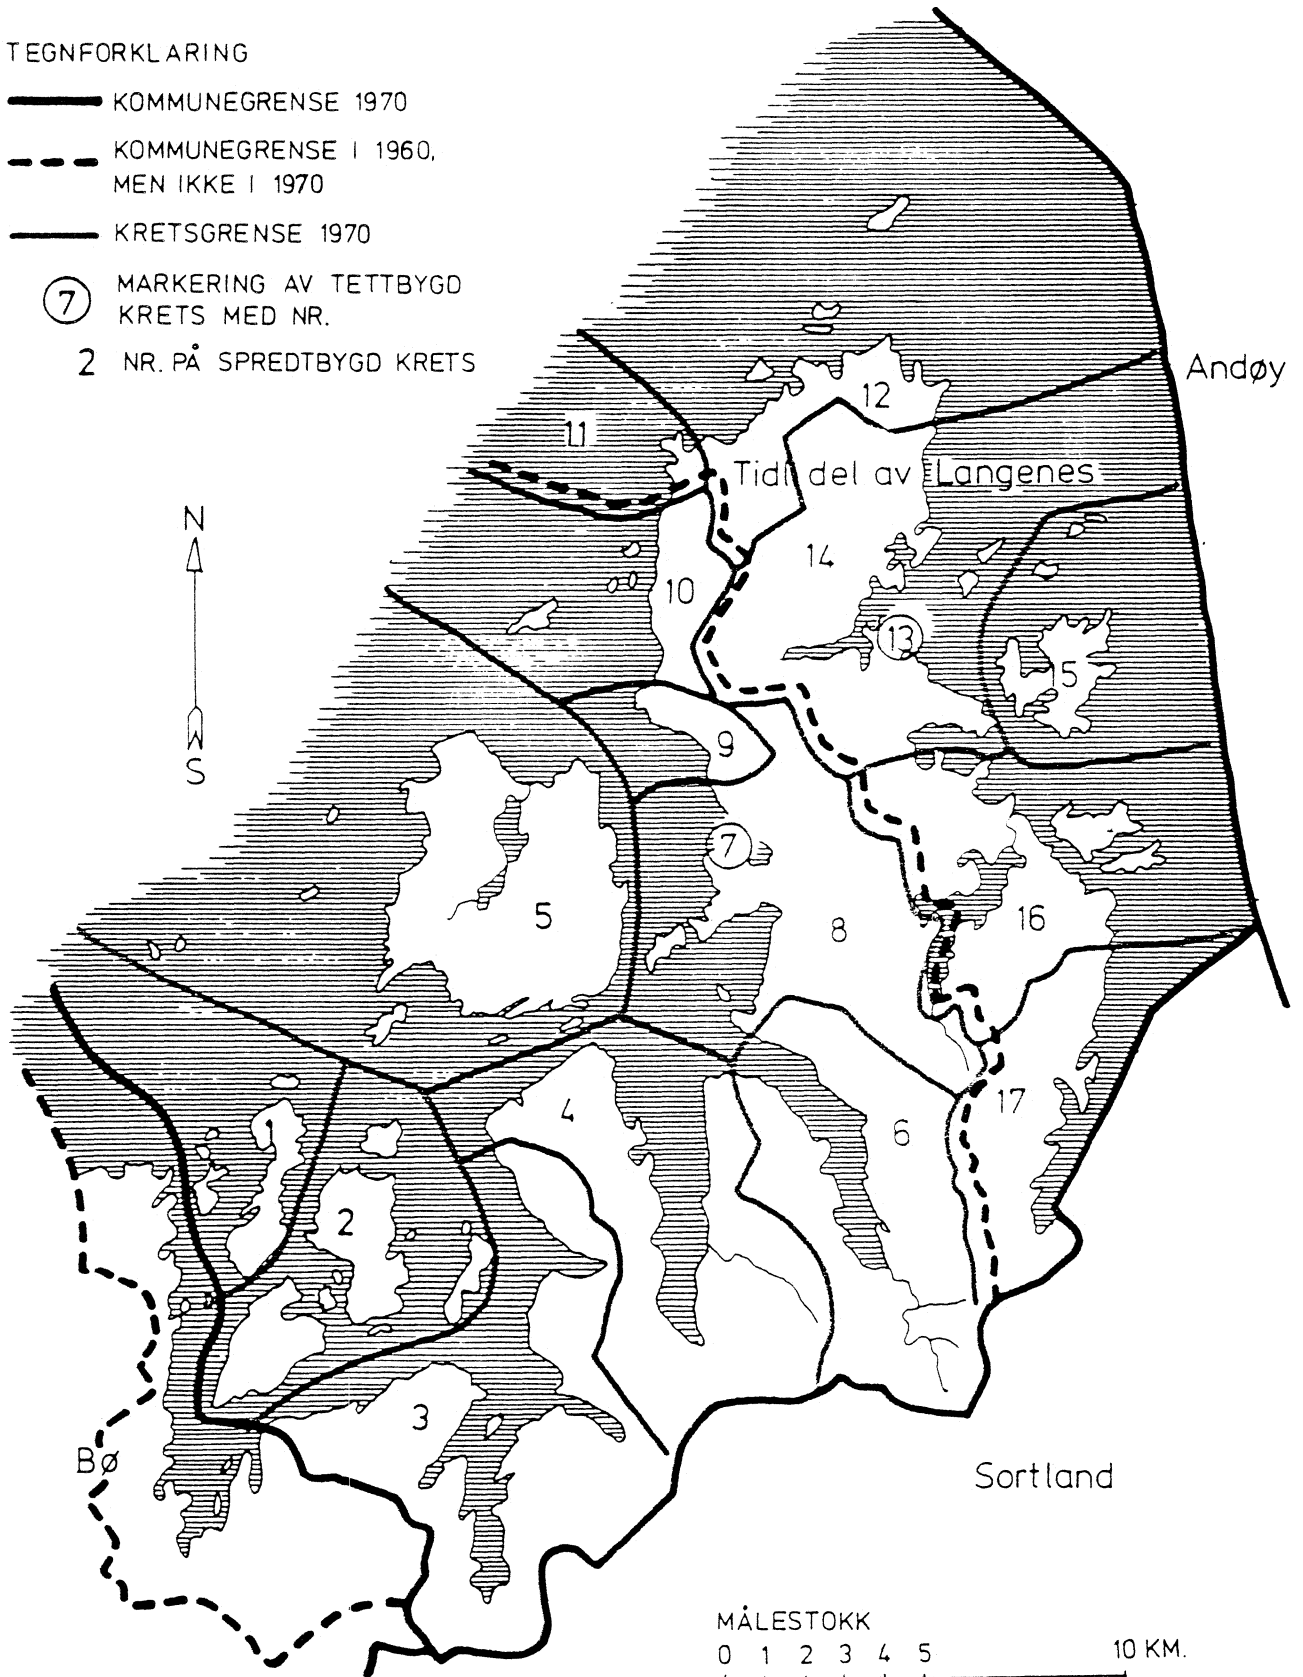 TEGNFORKLARING
KOMMUNEGRENSE 1970
KOMMUNEGRENSE I 1960,
MEN IKKE I 1970
KRETSGRENSE 1970
7 MARKERING AV TETTBYGD
KRETS MED NR.
2 NR. PÅ SPREDTBYGD KRETS
Andøy
12
11
Tidl del av Langenes
N
14
10
13
15
S
9
7
5
16
8
4
17
1
6
2
3
Bø
Sortland
MÅLESTOKK
0 1 2 3 4 5 10 KM.